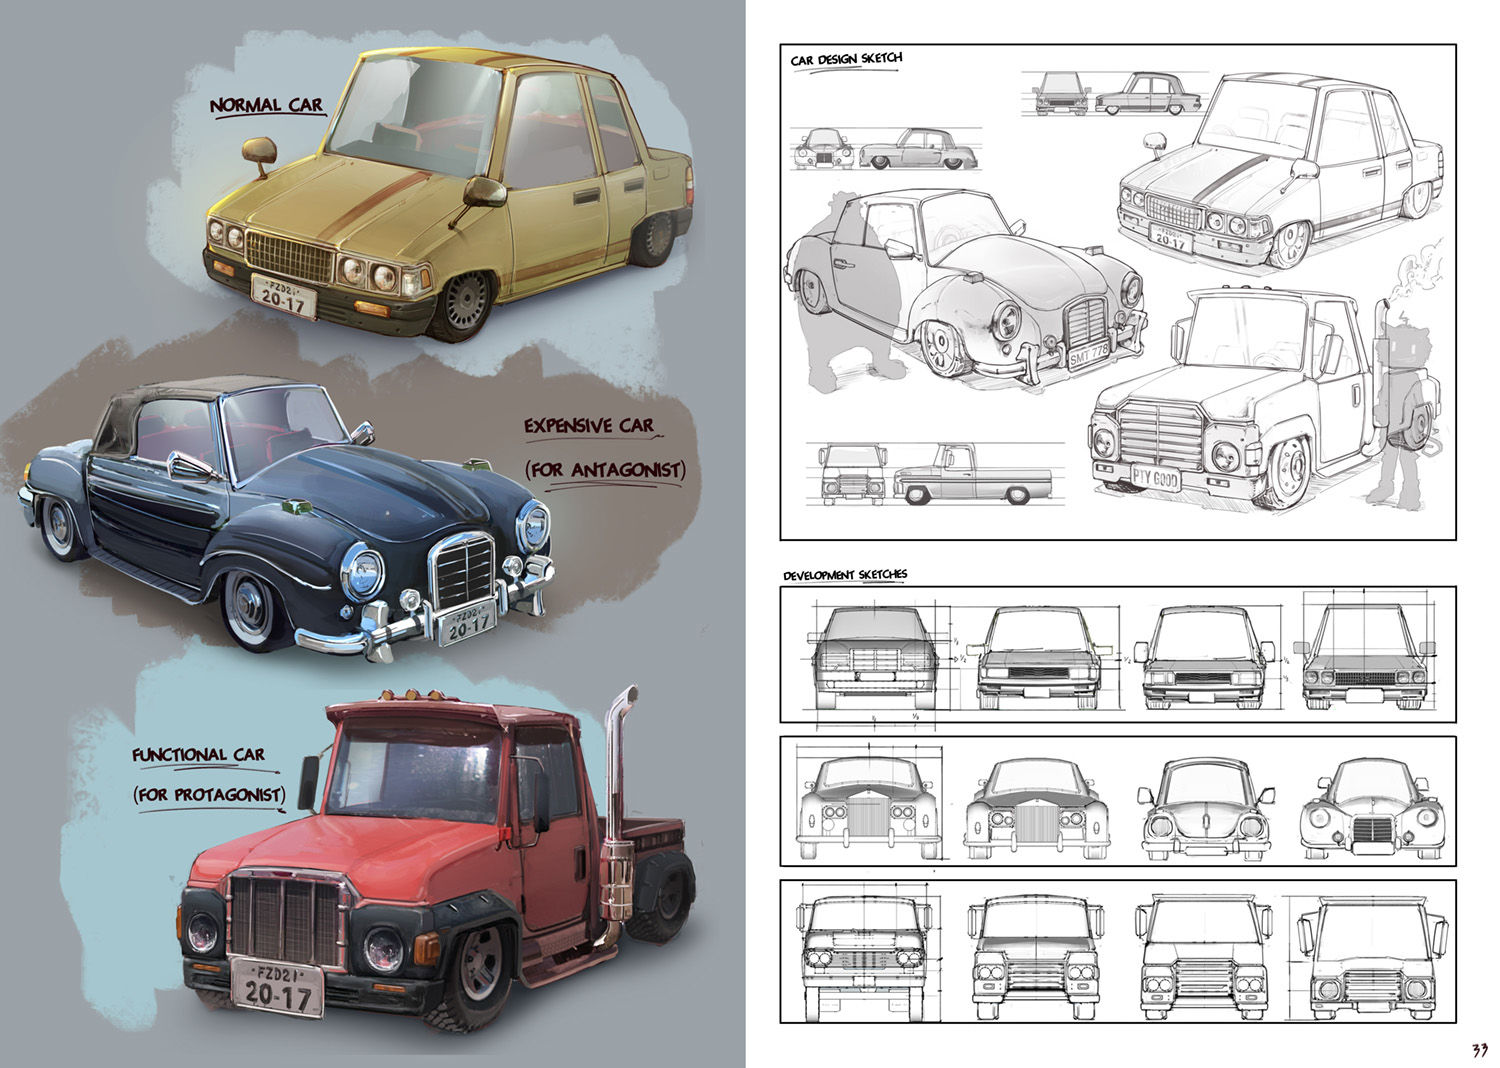 NORMAL CAR
·FZD21·
20-17
EXPENSIVE CAR
(FOR ANTAGONIST)
·FZD21·
20-17
FUNCTIONAL CAR
(FOR PROTAGONIST)
·FZD21·
20-17
CAR DESIGN SKETCH
20-17
SMT 778
PTY GOOD
DEVELOPMENT SKETCHES
33